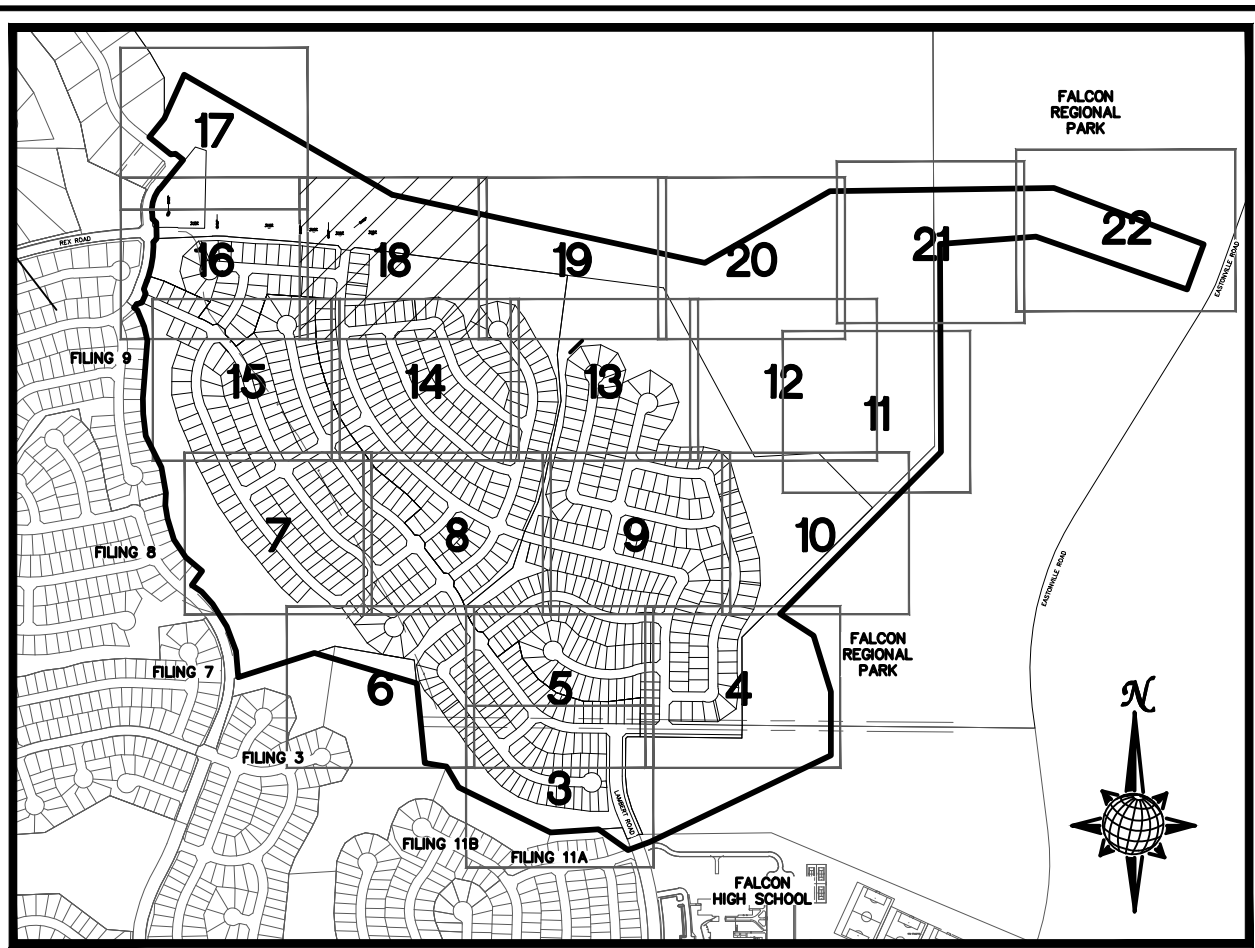 FALCON
REGIONAL
PARK
17
22
REX ROAD
16
18
19
20
21
EASTONVILLE ROAD
FILING 9
15
14
13
12
11
7
8
9
10
FILING 8
EASTONVILLE ROAD
FALCON
REGIONAL
PARK
FILING 7
6
5
4
N
FILING 3
3
LAMBERT ROAD
FILING 11B
FILING 11A
FALCON
HIGH SCHOOL